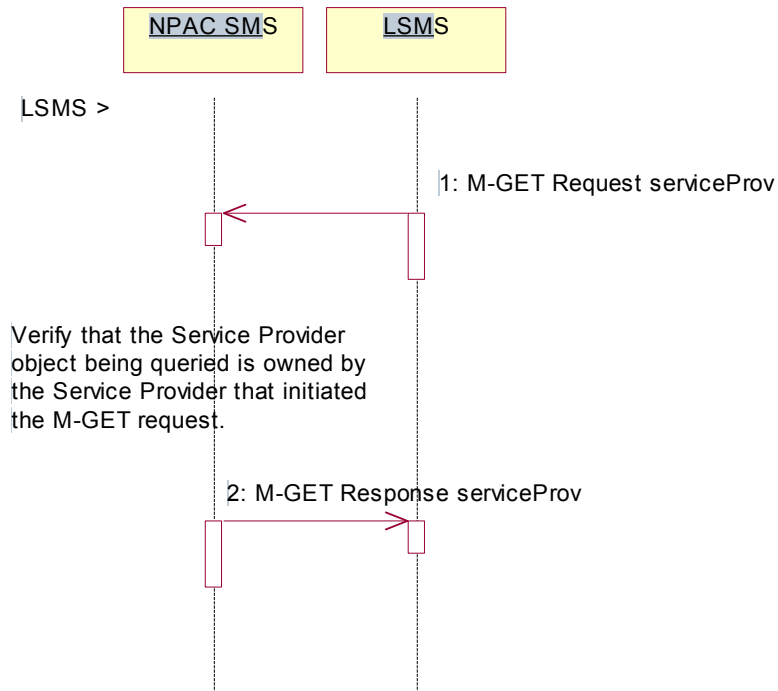 NPAC SMS
LSMS
LSMS >
1: M-GET Request serviceProv
Verify that the Service Provider
object being queried is owned by
the Service Provider that initiated
the M-GET request.
2: M-GET Response serviceProv